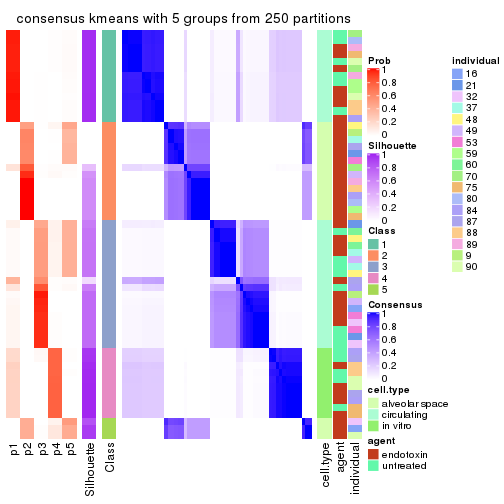 consensus kmeans with 5 groups from 250 partitions
p1
p2
p3
p4
p5
Silhouette
Class
cell.type
agent
individual
Prob
1
0.8
0.6
0.4
0.2
0
Silhouette
1
0.8
0.6
0.4
0.2
0
Class
1
2
3
4
5
Consensus
1
0.8
0.6
0.4
0.2
0
cell.type
alveolar space
circulating
in vitro
agent
endotoxin
untreated
individual
16
21
32
37
48
49
53
59
60
70
75
80
84
87
88
89
9
90